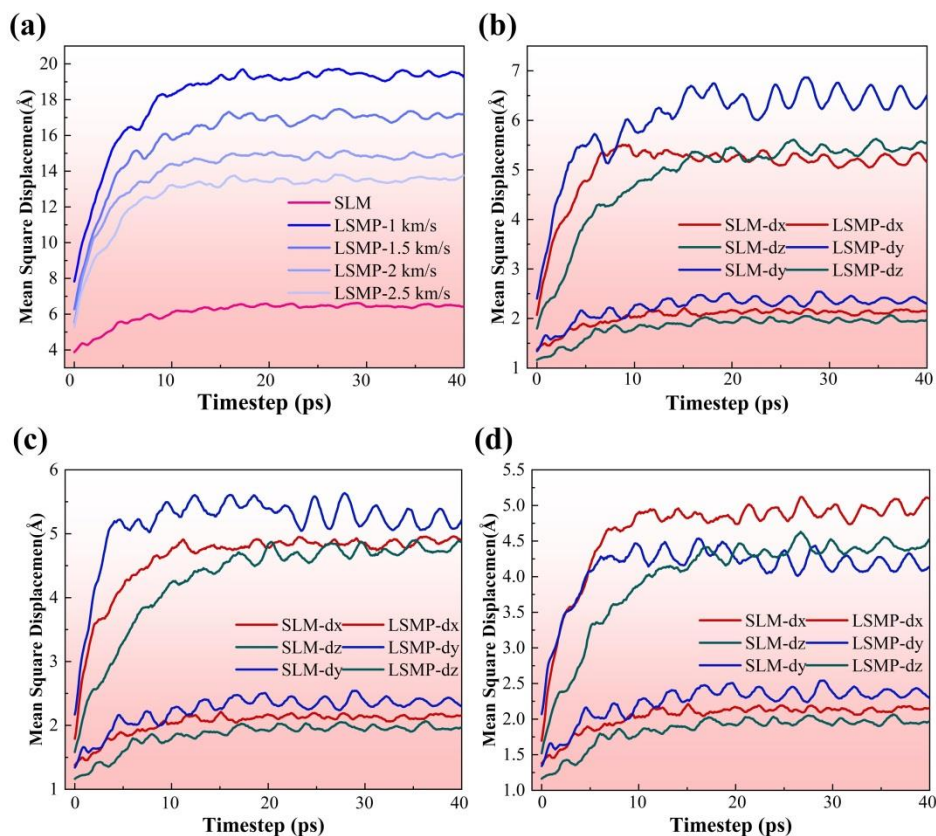 (a)
Mean Square Displacemen(Å)
20
18
16
14
12
10
8
6
4
SLM
LSMP-1 km/s
LSMP-1.5 km/s
LSMP-2 km/s
LSMP-2.5 km/s
0 10 20 30 40
Timestep (ps)
(b)
Mean Square Displacemen(Å)
7
6
5
4
3
2
1
SLM-dx LSMP-dx
SLM-dz LSMP-dy
SLM-dy LSMP-dz
0 10 20 30 40
Timestep (ps)
(c)
Mean Square Displacemen(Å)
6
5
4
3
2
1
SLM-dx LSMP-dx
SLM-dz LSMP-dy
SLM-dy LSMP-dz
0 10 20 30 40
Timestep (ps)
(d)
Mean Square Displacemen(Å)
5.5
5.0
4.5
4.0
3.5
3.0
2.5
2.0
1.5
1.0
SLM-dx LSMP-dx
SLM-dz LSMP-dy
SLM-dy LSMP-dz
0 10 20 30 40
Timestep (ps)